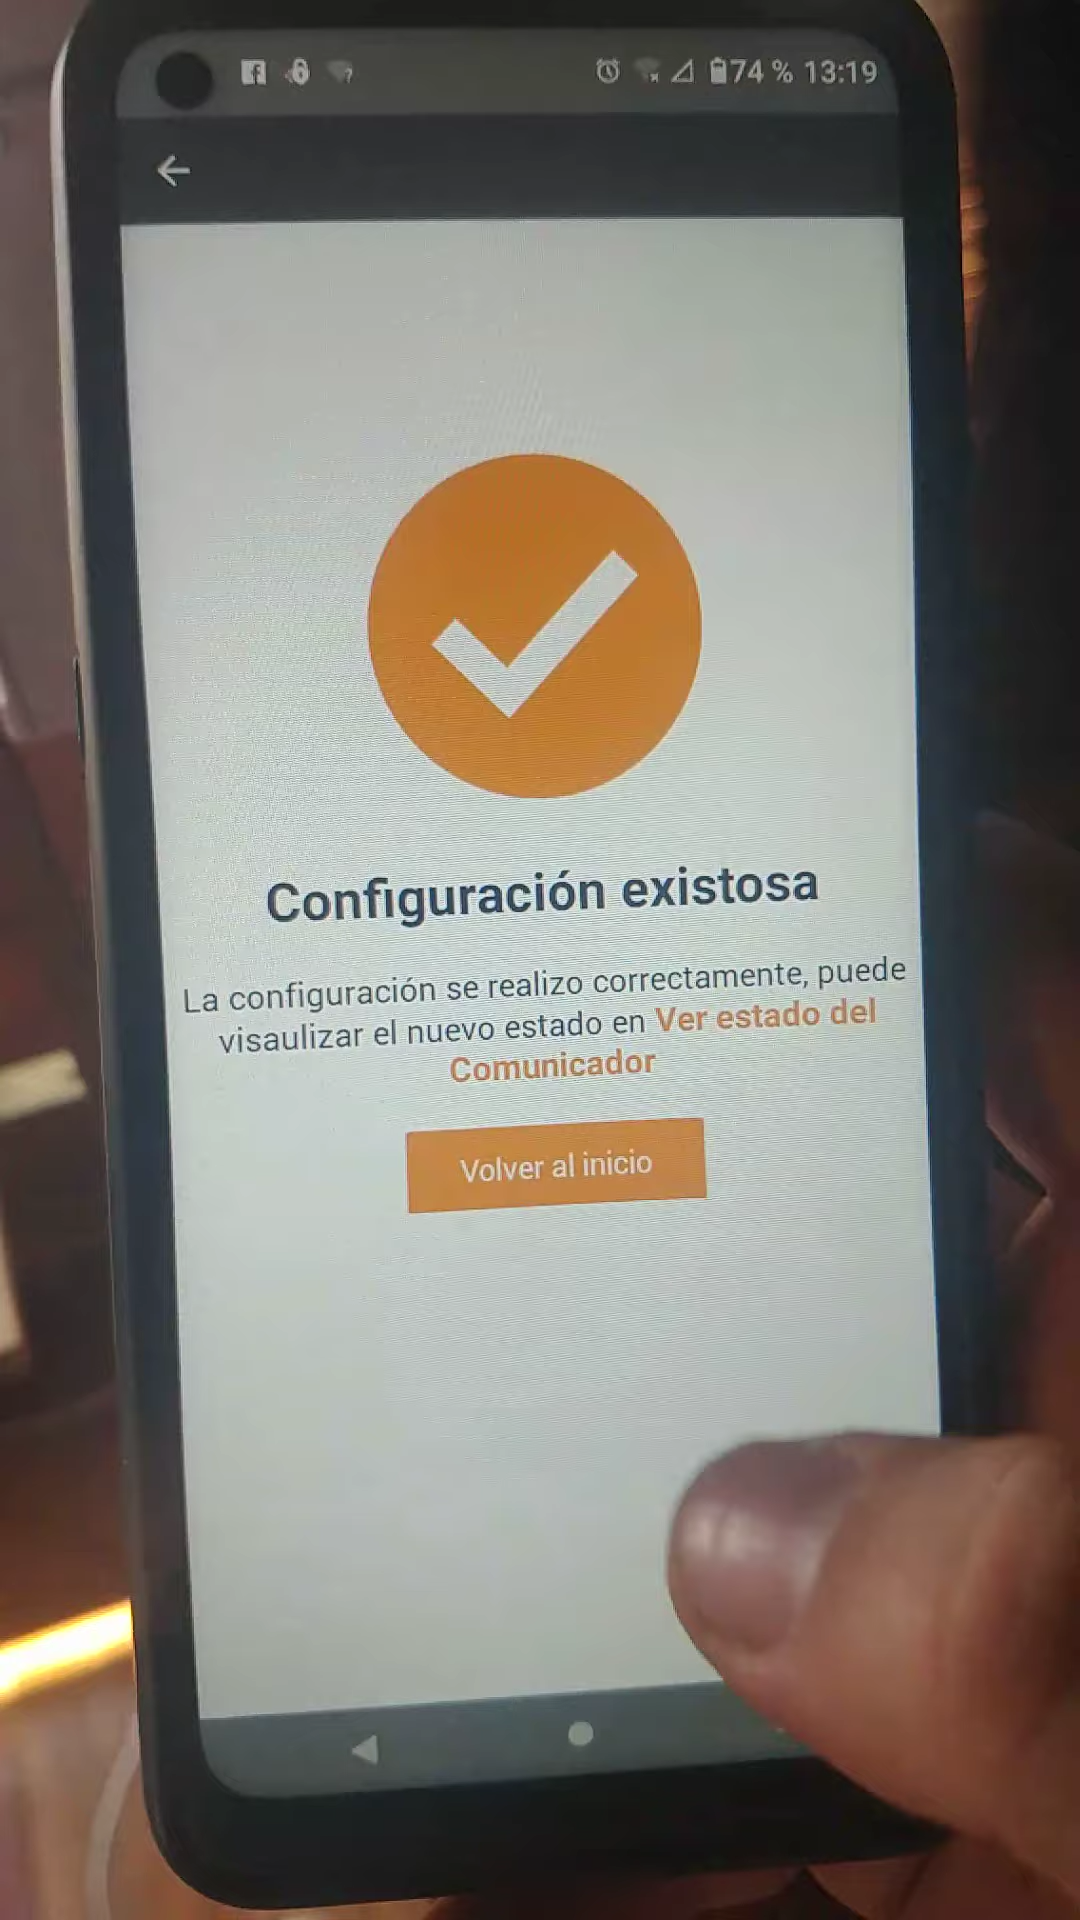 74 % 13:19
Configuración existosa
La configuración se realizo correctamente, puede
visaulizar el nuevo estado en Ver estado del
Comunicador
Volver al inicio